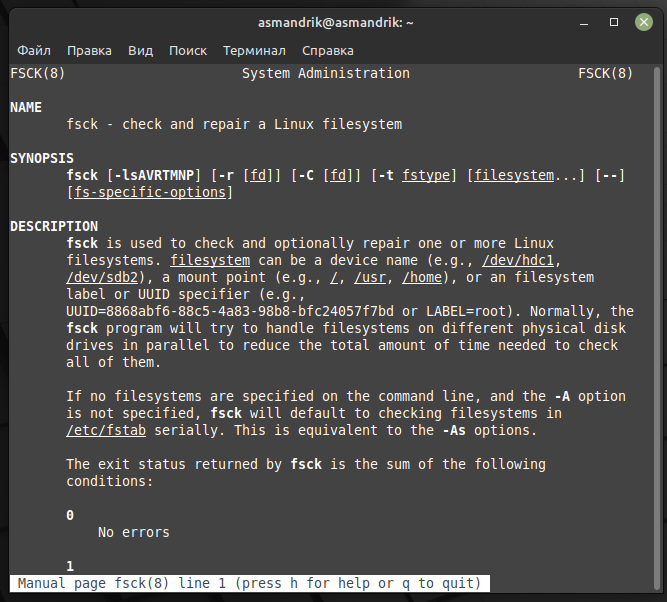 asmandrik@asmandrik: ~
Файл Правка Вид Поиск Терминал Справка
FSCK(8) System Administration FSCK(8)
NAME
fsck - check and repair a Linux filesystem
SYNOPSIS
fsck [-lsAVRTMNP] [-r [fd]] [-C [fd]] [-t fstype] [filesystem...] [--]
[fs-specific-options]
DESCRIPTION
fsck is used to check and optionally repair one or more Linux
filesystems. filesystem can be a device name (e.g., /dev/hdc1,
/dev/sdb2), a mount point (e.g., /, /usr, /home), or an filesystem
label or UUID specifier (e.g.,
UUID=8868abf6-88c5-4a83-98b8-bfc24057f7bd or LABEL=root). Normally, the
fsck program will try to handle filesystems on different physical disk
drives in parallel to reduce the total amount of time needed to check
all of them.
If no filesystems are specified on the command line, and the -A option
is not specified, fsck will default to checking filesystems in
/etc/fstab serially. This is equivalent to the -As options.
The exit status returned by fsck is the sum of the following
conditions:
0
No errors
1
Manual page fsck(8) line 1 (press h for help or q to quit)